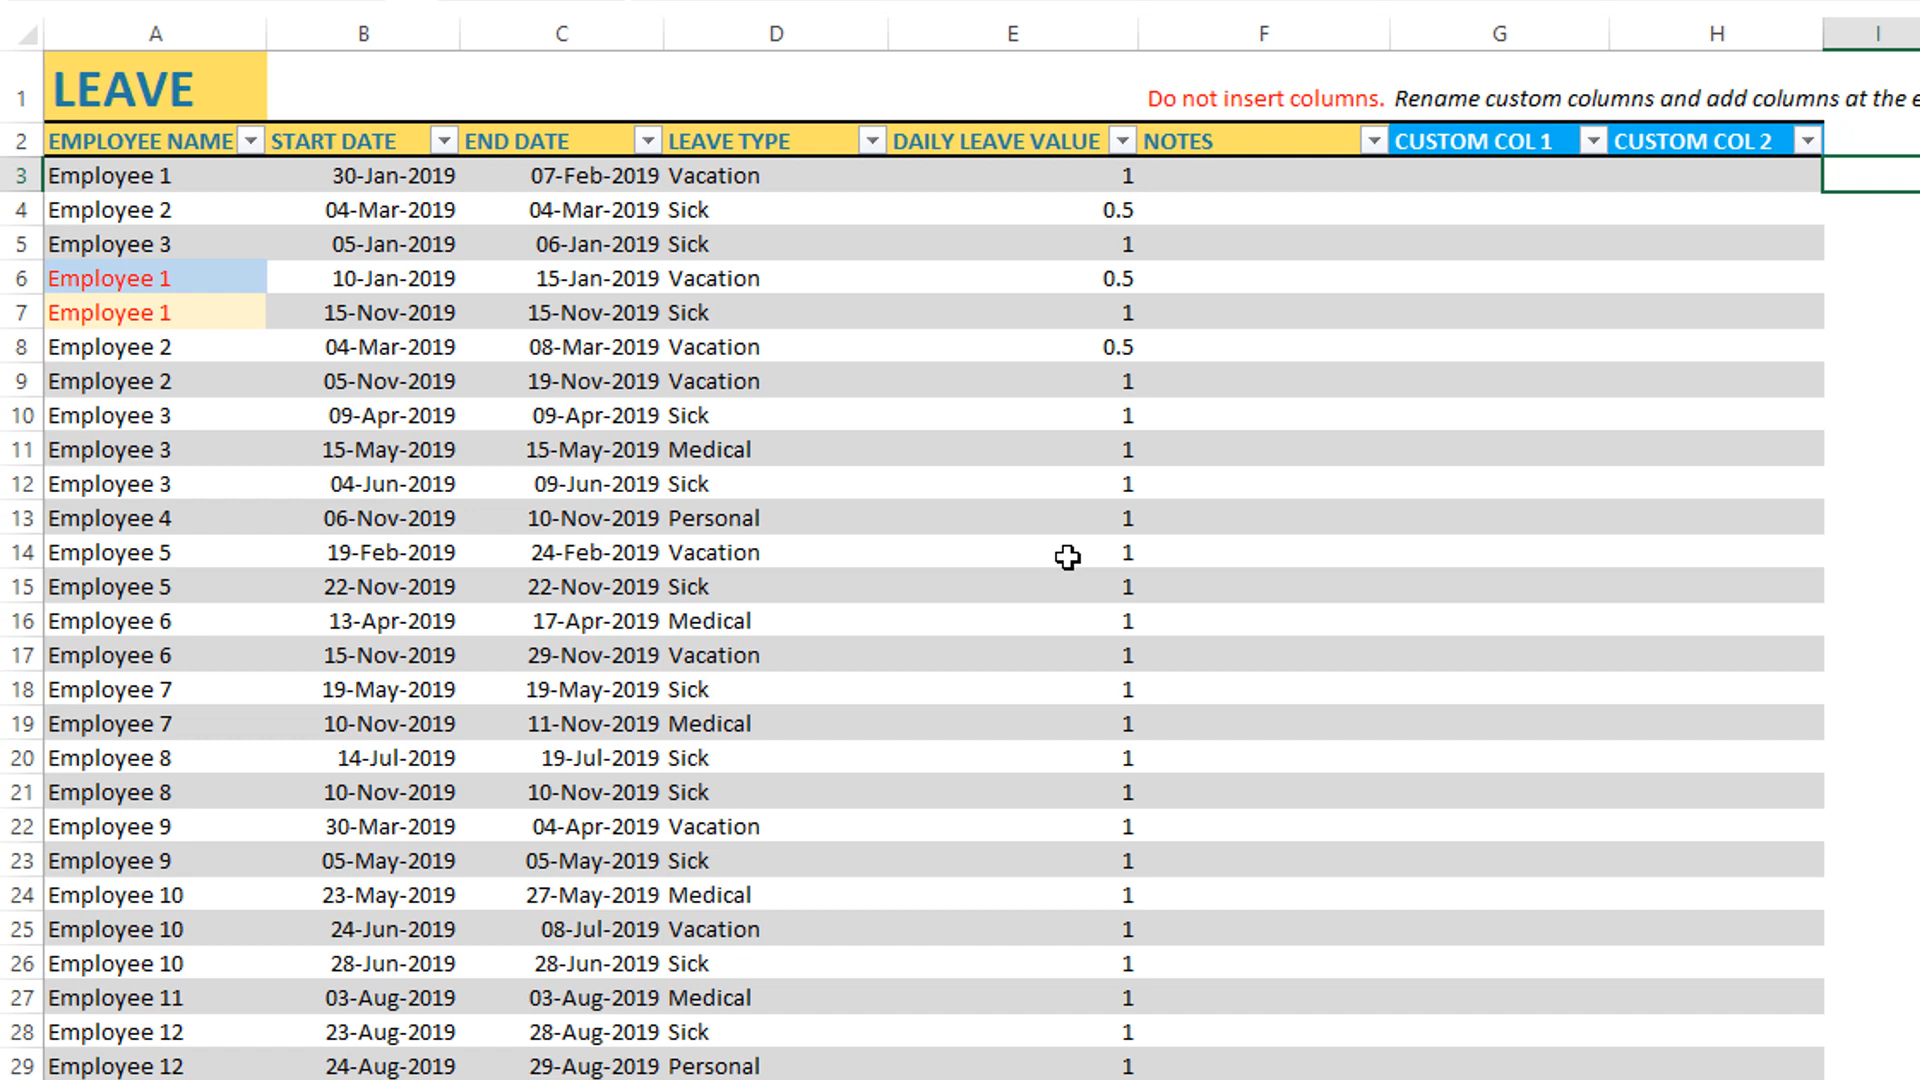 A B C D E F G H I
1 LEAVE Do not insert columns. Rename custom columns and add columns at the e
2 EMPLOYEE NAME START DATE END DATE LEAVE TYPE DAILY LEAVE VALUE NOTES CUSTOM COL 1 CUSTOM COL 2
3 Employee 1 30-Jan-2019 07-Feb-2019 Vacation 1
4 Employee 2 04-Mar-2019 04-Mar-2019 Sick 0.5
5 Employee 3 05-Jan-2019 06-Jan-2019 Sick 1
6 Employee 1 10-Jan-2019 15-Jan-2019 Vacation 0.5
7 Employee 1 15-Nov-2019 15-Nov-2019 Sick 1
8 Employee 2 04-Mar-2019 08-Mar-2019 Vacation 0.5
9 Employee 2 05-Nov-2019 19-Nov-2019 Vacation 1
10 Employee 3 09-Apr-2019 09-Apr-2019 Sick 1
11 Employee 3 15-May-2019 15-May-2019 Medical 1
12 Employee 3 04-Jun-2019 09-Jun-2019 Sick 1
13 Employee 4 06-Nov-2019 10-Nov-2019 Personal 1
14 Employee 5 19-Feb-2019 24-Feb-2019 Vacation 1
15 Employee 5 22-Nov-2019 22-Nov-2019 Sick 1
16 Employee 6 13-Apr-2019 17-Apr-2019 Medical 1
17 Employee 6 15-Nov-2019 29-Nov-2019 Vacation 1
18 Employee 7 19-May-2019 19-May-2019 Sick 1
19 Employee 7 10-Nov-2019 11-Nov-2019 Medical 1
20 Employee 8 14-Jul-2019 19-Jul-2019 Sick 1
21 Employee 8 10-Nov-2019 10-Nov-2019 Sick 1
22 Employee 9 30-Mar-2019 04-Apr-2019 Vacation 1
23 Employee 9 05-May-2019 05-May-2019 Sick 1
24 Employee 10 23-May-2019 27-May-2019 Medical 1
25 Employee 10 24-Jun-2019 08-Jul-2019 Vacation 1
26 Employee 10 28-Jun-2019 28-Jun-2019 Sick 1
27 Employee 11 03-Aug-2019 03-Aug-2019 Medical 1
28 Employee 12 23-Aug-2019 28-Aug-2019 Sick 1
29 Employee 12 24-Aug-2019 29-Aug-2019 Personal 1